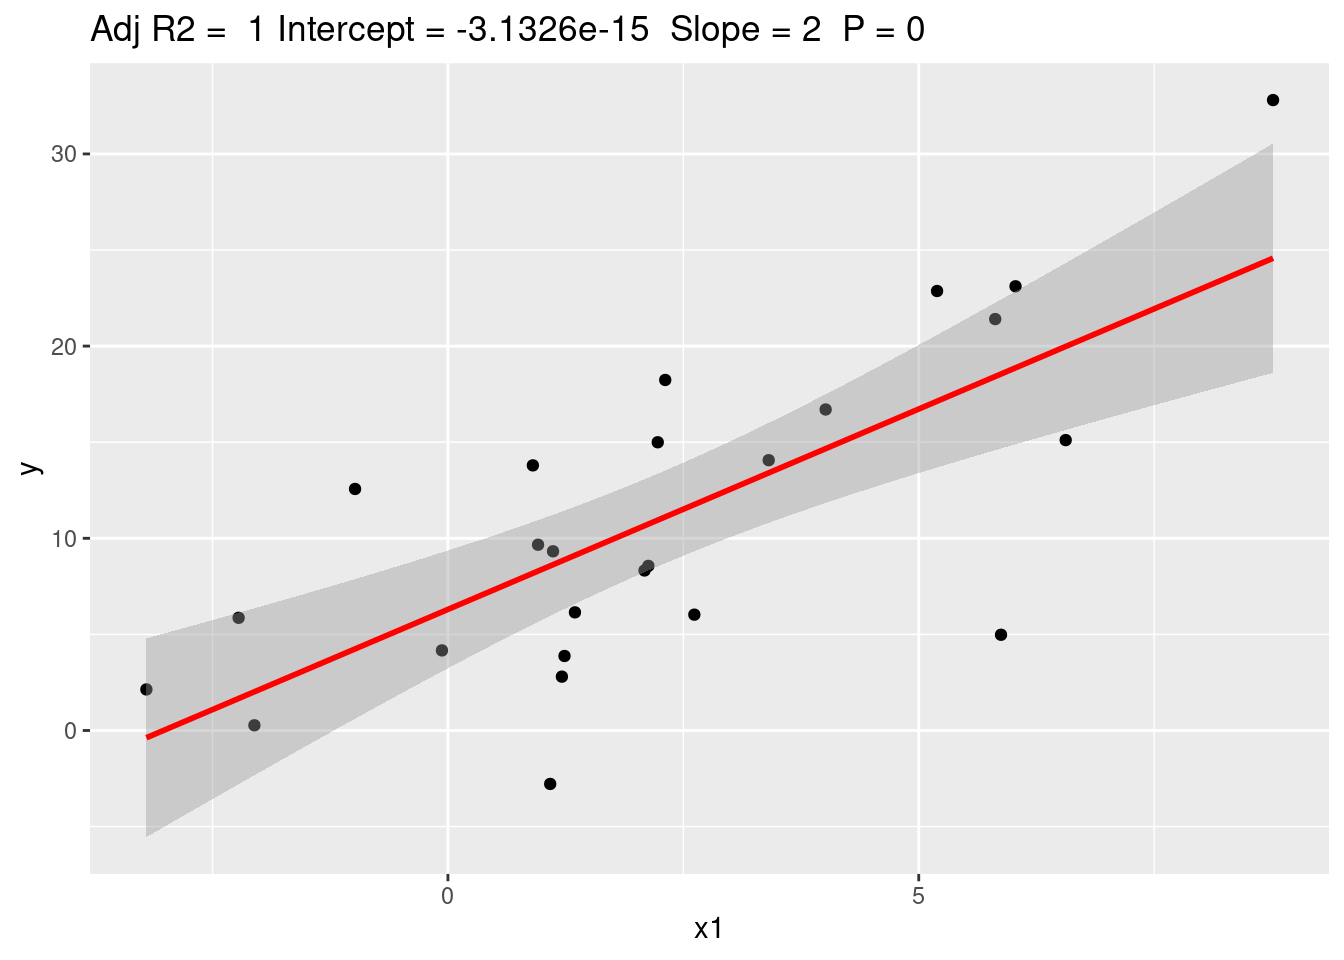 Adj R2 =  1 Intercept = -3.1326e-15  Slope = 2  P = 0
30
20
10
0
y
0
5
x1